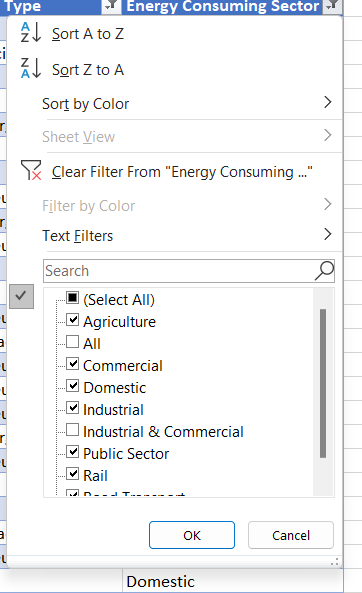 Type Energy Consuming Sector
Sort A to Z
Sort Z to A
Sort by Color
Sheet View
Clear Filter From "Energy Consuming ..."
Filter by Color
Text Filters
Search
(Select All)
Agriculture
All
Commercial
Domestic
Industrial
Industrial & Commercial
Public Sector
Rail
Road Transport
OK Cancel
Domestic